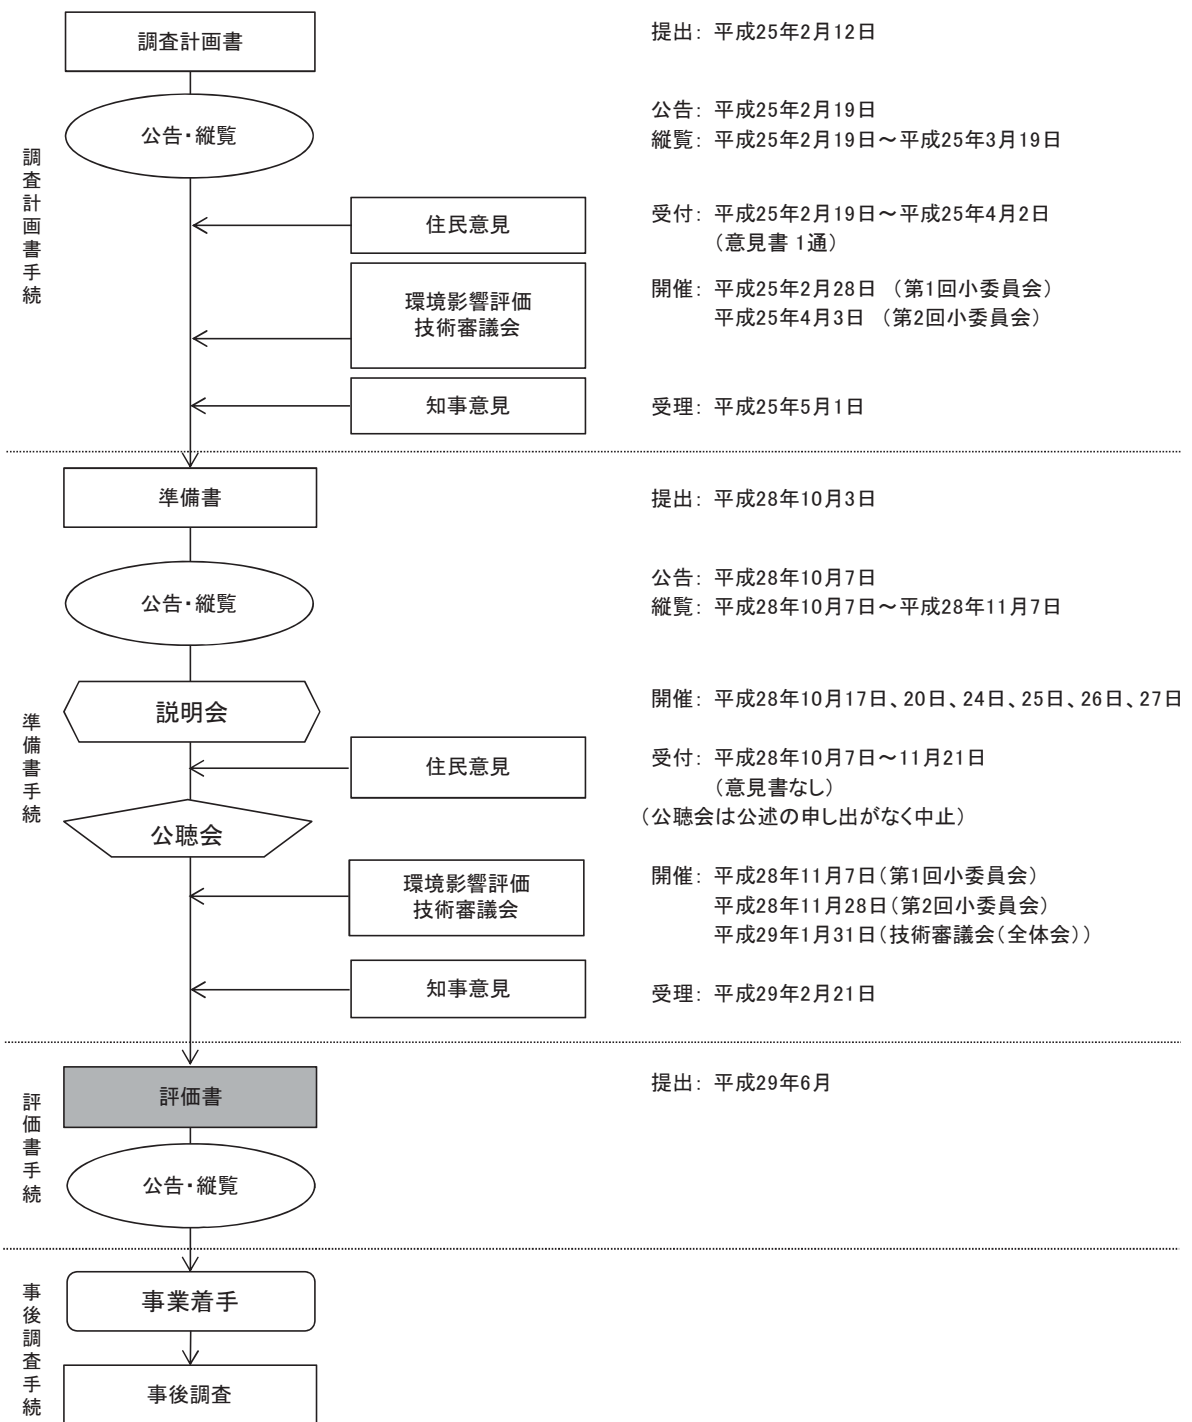 調査計画書手続
調査計画書
提出： 平成25年2月12日
公告・縦覧
公告： 平成25年2月19日
縦覧： 平成25年2月19日～平成25年3月19日
住民意見
受付： 平成25年2月19日～平成25年4月2日
（意見書 1通）
環境影響評価
技術審議会
開催： 平成25年2月28日 （第1回小委員会）
平成25年4月3日 （第2回小委員会）
知事意見
受理： 平成25年5月1日
準備書手続
準備書
提出： 平成28年10月3日
公告・縦覧
公告： 平成28年10月7日
縦覧： 平成28年10月7日～平成28年11月7日
説明会
開催： 平成28年10月17日、20日、24日、25日、26日、27日
住民意見
受付： 平成28年10月7日～11月21日
（意見書なし）
公聴会
（公聴会は公述の申し出がなく中止）
環境影響評価
技術審議会
開催： 平成28年11月7日（第1回小委員会）
平成28年11月28日（第2回小委員会）
平成29年1月31日（技術審議会（全体会））
知事意見
受理： 平成29年2月21日
評価書手続
評価書
提出： 平成29年6月
公告・縦覧
事後調査手続
事業着手
事後調査